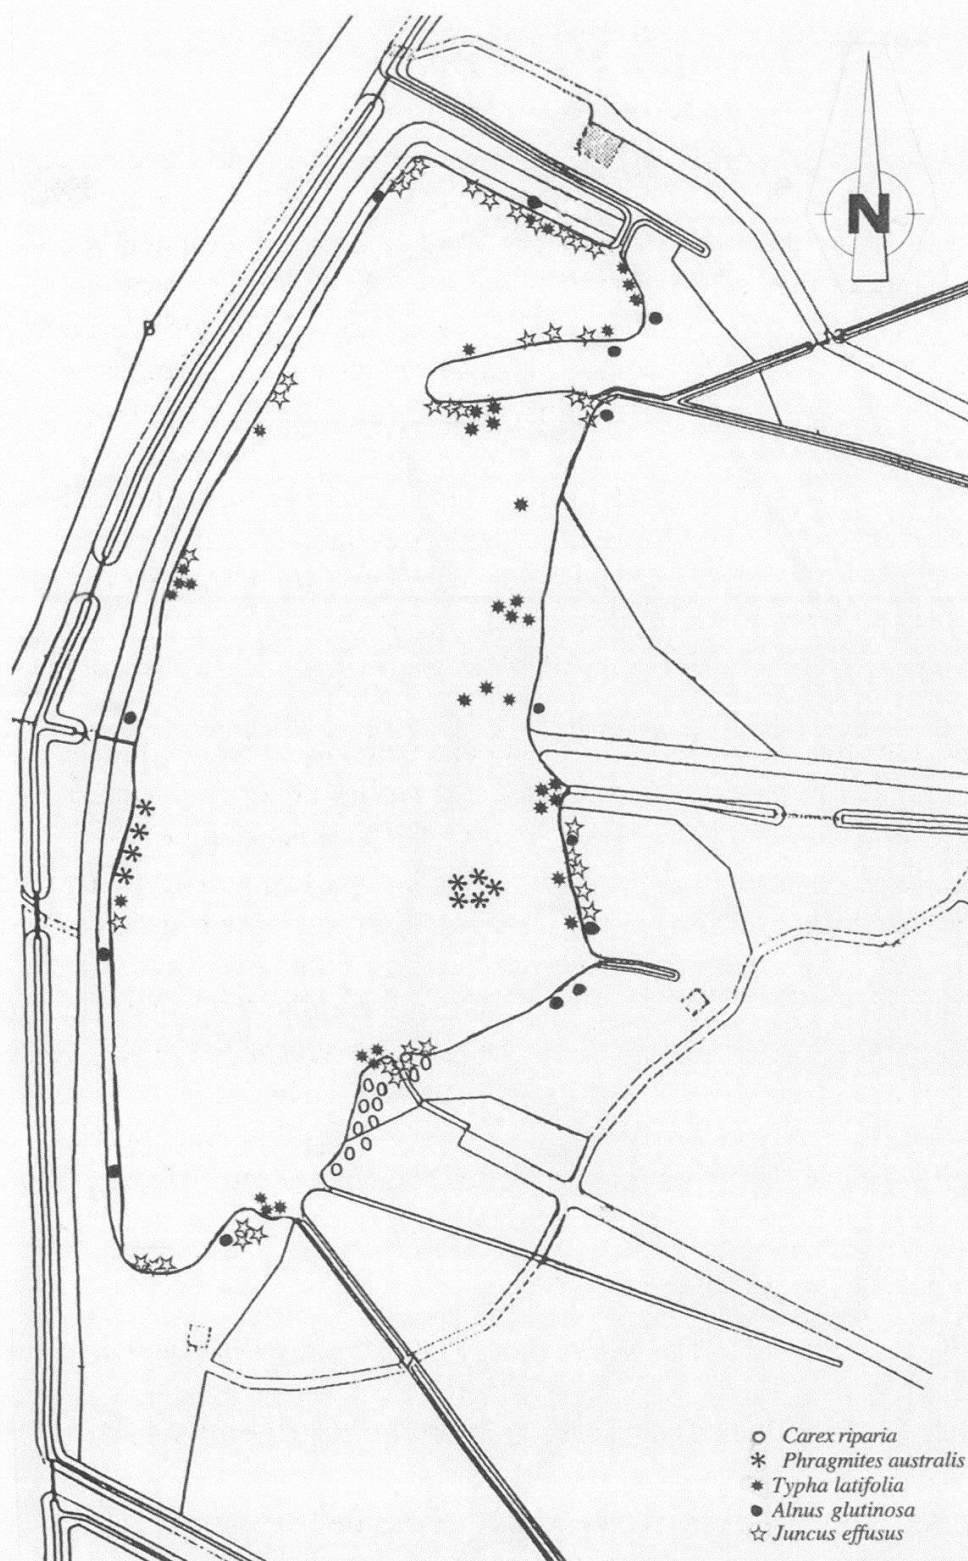 N
B
Carex riparia
Phragmites australis
Typha latifolia
Alnus glutinosa
Juncus effusus